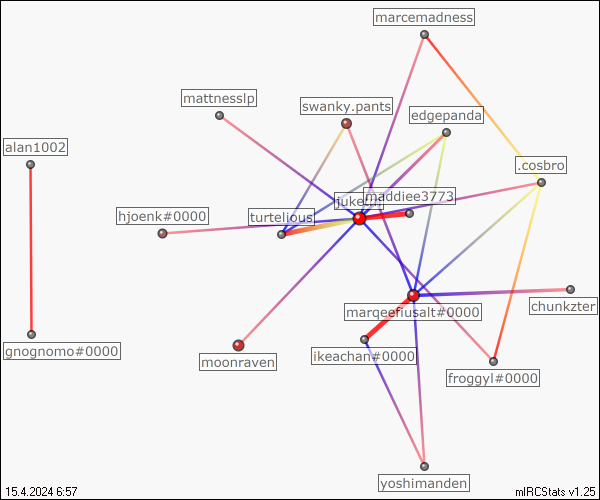 marcemadness
mattnesslp
swanky.pants
edgepanda
alan1002
.cosbro
maddiee3773
hjoenk#0000
turtelious
marqeefiusalt#0000
chunkzter
gnognomo#0000
moonraven
ikeachan#0000
froggyl#0000
yoshimanden
15.4.2024 6:57
mIRCStats v1.25